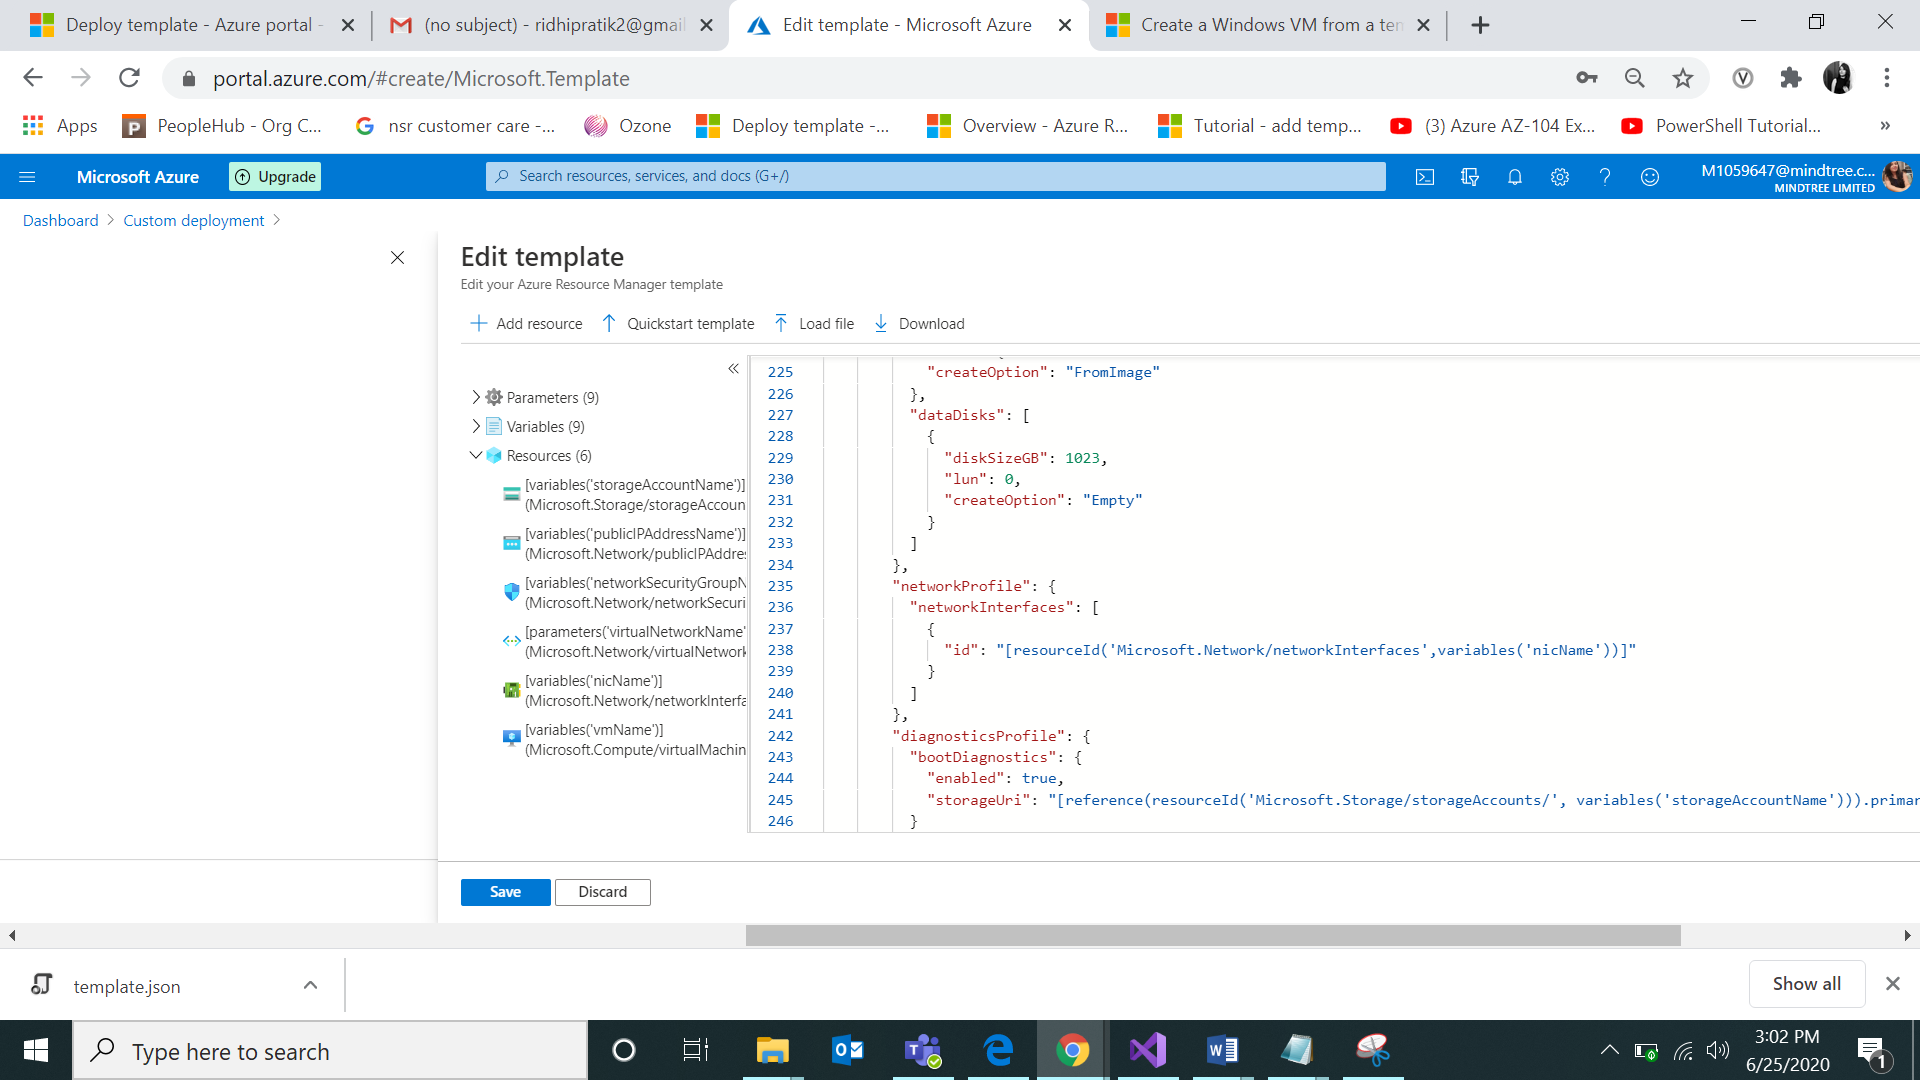 Deploy template - Azure portal -
(no subject) - ridhipratik2@gmail
Edit template - Microsoft Azure
Create a Windows VM from a tem
portal.azure.com/#create/Microsoft.Template
Apps
PeopleHub - Org C...
nsr customer care -...
Ozone
Deploy template -...
Overview - Azure R...
Tutorial - add temp...
(3) Azure AZ-104 Ex...
PowerShell Tutorial...
»
Microsoft Azure
Upgrade
Search resources, services, and docs (G+/)
M1059647@mindtree.c...
MINDTREE LIMITED
Dashboard > Custom deployment >
Edit template
Edit your Azure Resource Manager template
Add resource
Quickstart template
Load file
Download
Parameters (9)
Variables (9)
Resources (6)
[variables('storageAccountName')]
(Microsoft.Storage/storageAccoun
[variables('publicIPAddressName')]
(Microsoft.Network/publicIPAddre
[variables('networkSecurityGroupN
(Microsoft.Network/networkSecuri
[parameters('virtualNetworkName'
(Microsoft.Network/virtualNetwork
[variables('nicName')]
(Microsoft.Network/networkInterfa
[variables('vmName')]
(Microsoft.Compute/virtualMachin
225 "createOption": "FromImage"
226 },
227 "dataDisks": [
228 {
229 "diskSizeGB": 1023,
230 "lun": 0,
231 "createOption": "Empty"
232 }
233 ]
234 },
235 "networkProfile": {
236 "networkInterfaces": [
237 {
238 "id": "[resourceId('Microsoft.Network/networkInterfaces',variables('nicName'))]"
239 }
240 ]
241 },
242 "diagnosticsProfile": {
243 "bootDiagnostics": {
244 "enabled": true,
245 "storageUri": "[reference(resourceId('Microsoft.Storage/storageAccounts/', variables('storageAccountName'))).primar
246 }
Save
Discard
template.json
Show all
Type here to search
3:02 PM
6/25/2020
1